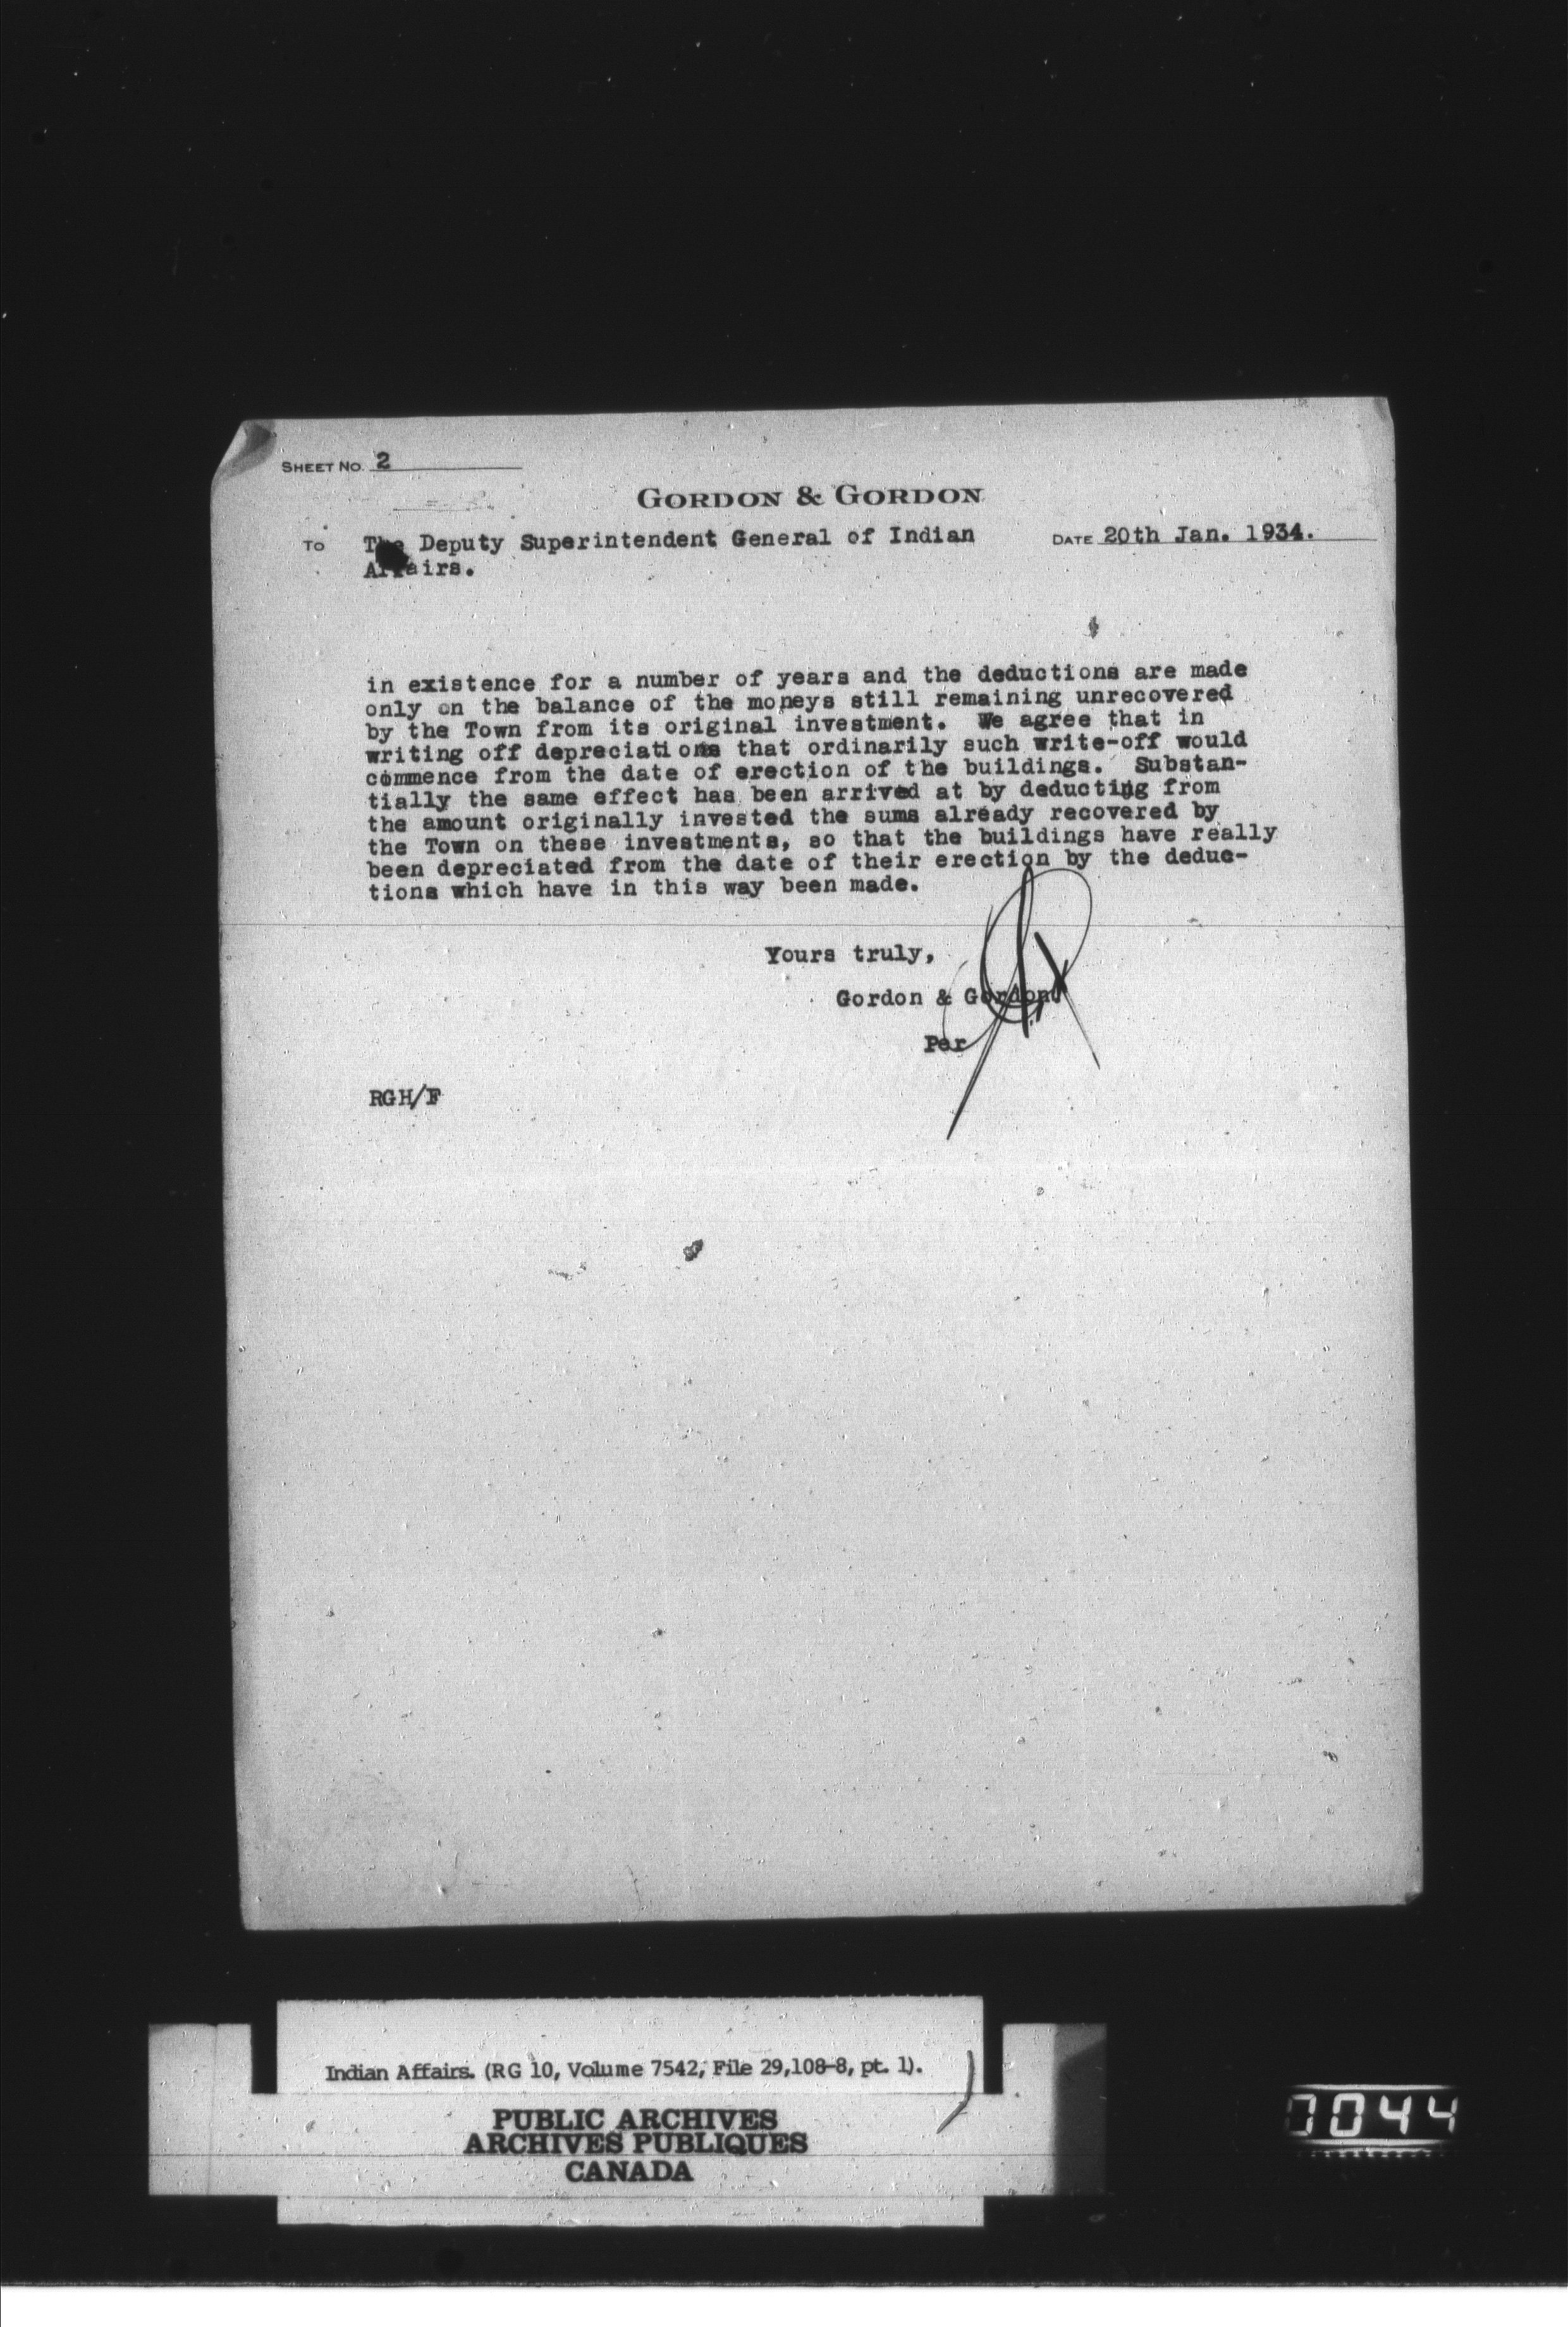 SHEET NO. 2
GORDON & GORDON
TO The Deputy Superintendent General of Indian DATE 20th Jan. 1934.
Affairs.
in existence for a number of years and the deductions are made
only on the balance of the moneys still remaining unrecovered
by the Town from its original investment. We agree that in
writing off depreciations that ordinarily such write-off would
commence from the date of erection of the buildings. Substan-
tially the same effect has been arrived at by deducting from
the amount originally invested the sums already recovered by
the Town on these investments, so that the buildings have really
been depreciated from the date of their erection by the deduc-
tions which have in this way been made.
Yours truly,
Gordon & Gordon
Per
RGH/F
Indian Affairs. (RG 10, Volume 7542, File 29,108-8, pt. 1).
PUBLIC ARCHIVES
ARCHIVES PUBLIQUES
CANADA
0044